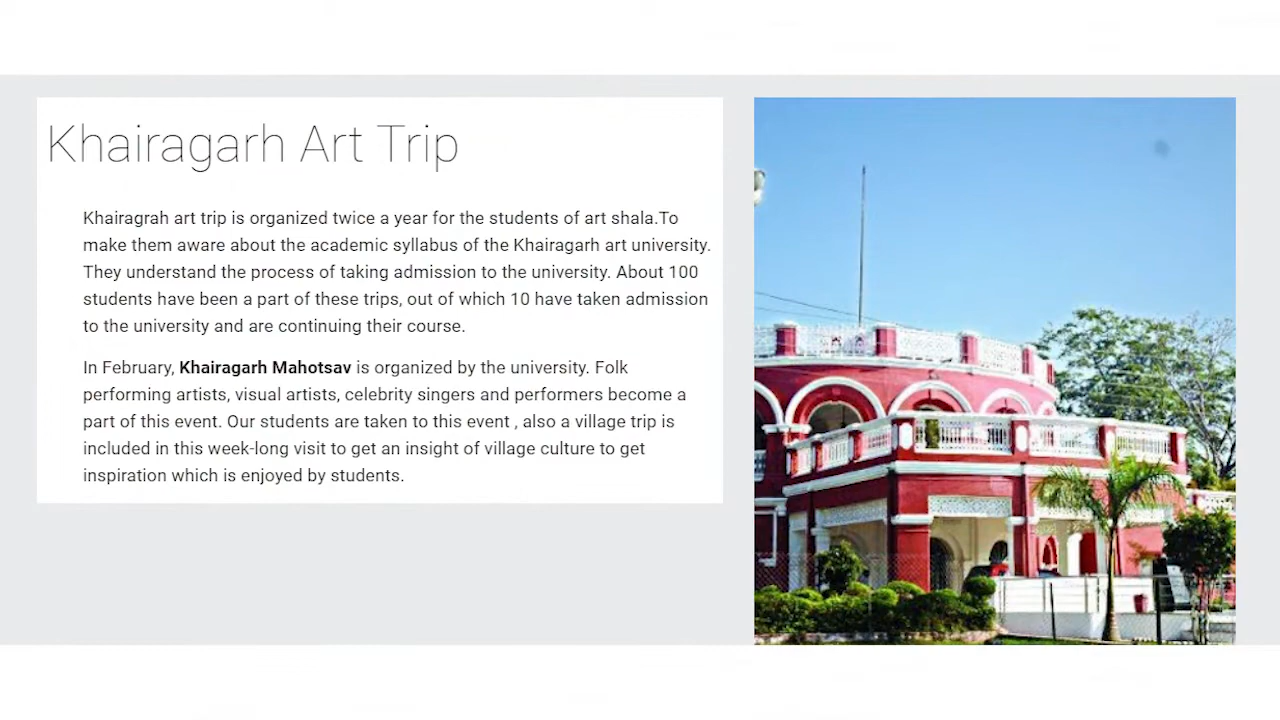 Khairagarh Art Trip
Khairagrah art trip is organized twice a year for the students of art shala.To
make them aware about the academic syllabus of the Khairagarh art university.
They understand the process of taking admission to the university. About 100
students have been a part of these trips, out of which 10 have taken admission
to the university and are continuing their course.
In February, Khairagarh Mahotsav is organized by the university. Folk
performing artists, visual artists, celebrity singers and performers become a
part of this event. Our students are taken to this event , also a village trip is
included in this week-long visit to get an insight of village culture to get
inspiration which is enjoyed by students.